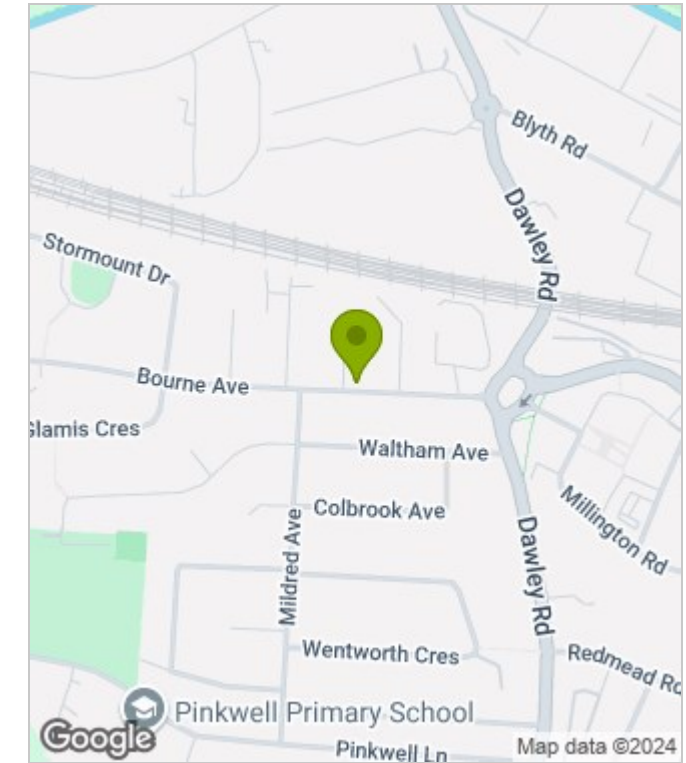 Blyth Rd
Dawley Rd
Stormount Dr
Bourne Ave
Glamis Cres
Waltham Ave
Colbrook Ave
Millington Rd
Mildred Ave
Dawley Rd
Wentworth Cres
Redmead Rd
Pinkwell Primary School
Pinkwell Ln
Google
Map data ©2024